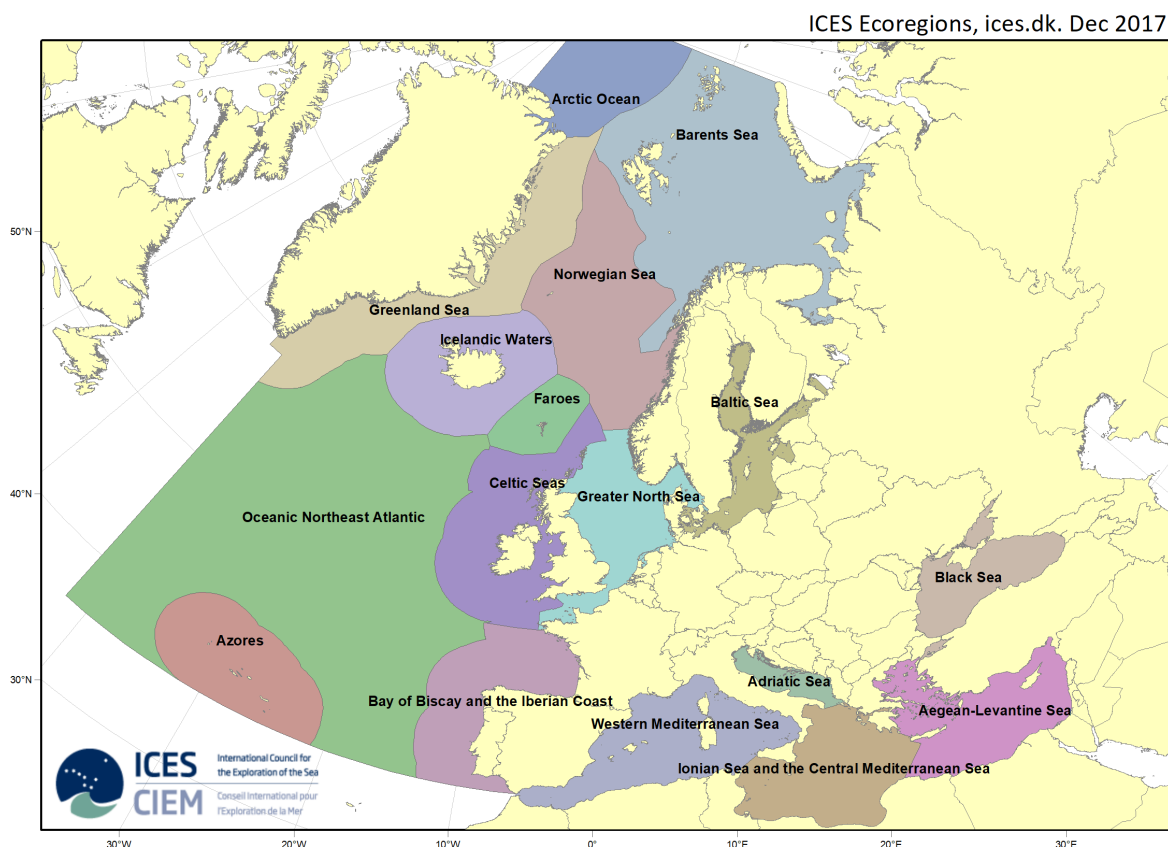 ICES Ecoregions, ices.dk. Dec 2017
Arctic Ocean
Barents Sea
50°N
Norwegian Sea
Greenland Sea
Icelandic Waters
Faroes
Baltic Sea
Celtic Seas
40°N
Greater North Sea
Oceanic Northeast Atlantic
Black Sea
Azores
30°N
Adriatic Sea
Bay of Biscay and the Iberian Coast
Aegean-Levantine Sea
Western Mediterranean Sea
Ionian Sea and the Central Mediterranean Sea
ICES
CIEM
International Council for
the Exploration of the Sea
Conseil International pour
l'Exploration de la Mer
30°W
20°W
10°W
0°
10°E
20°E
30°E